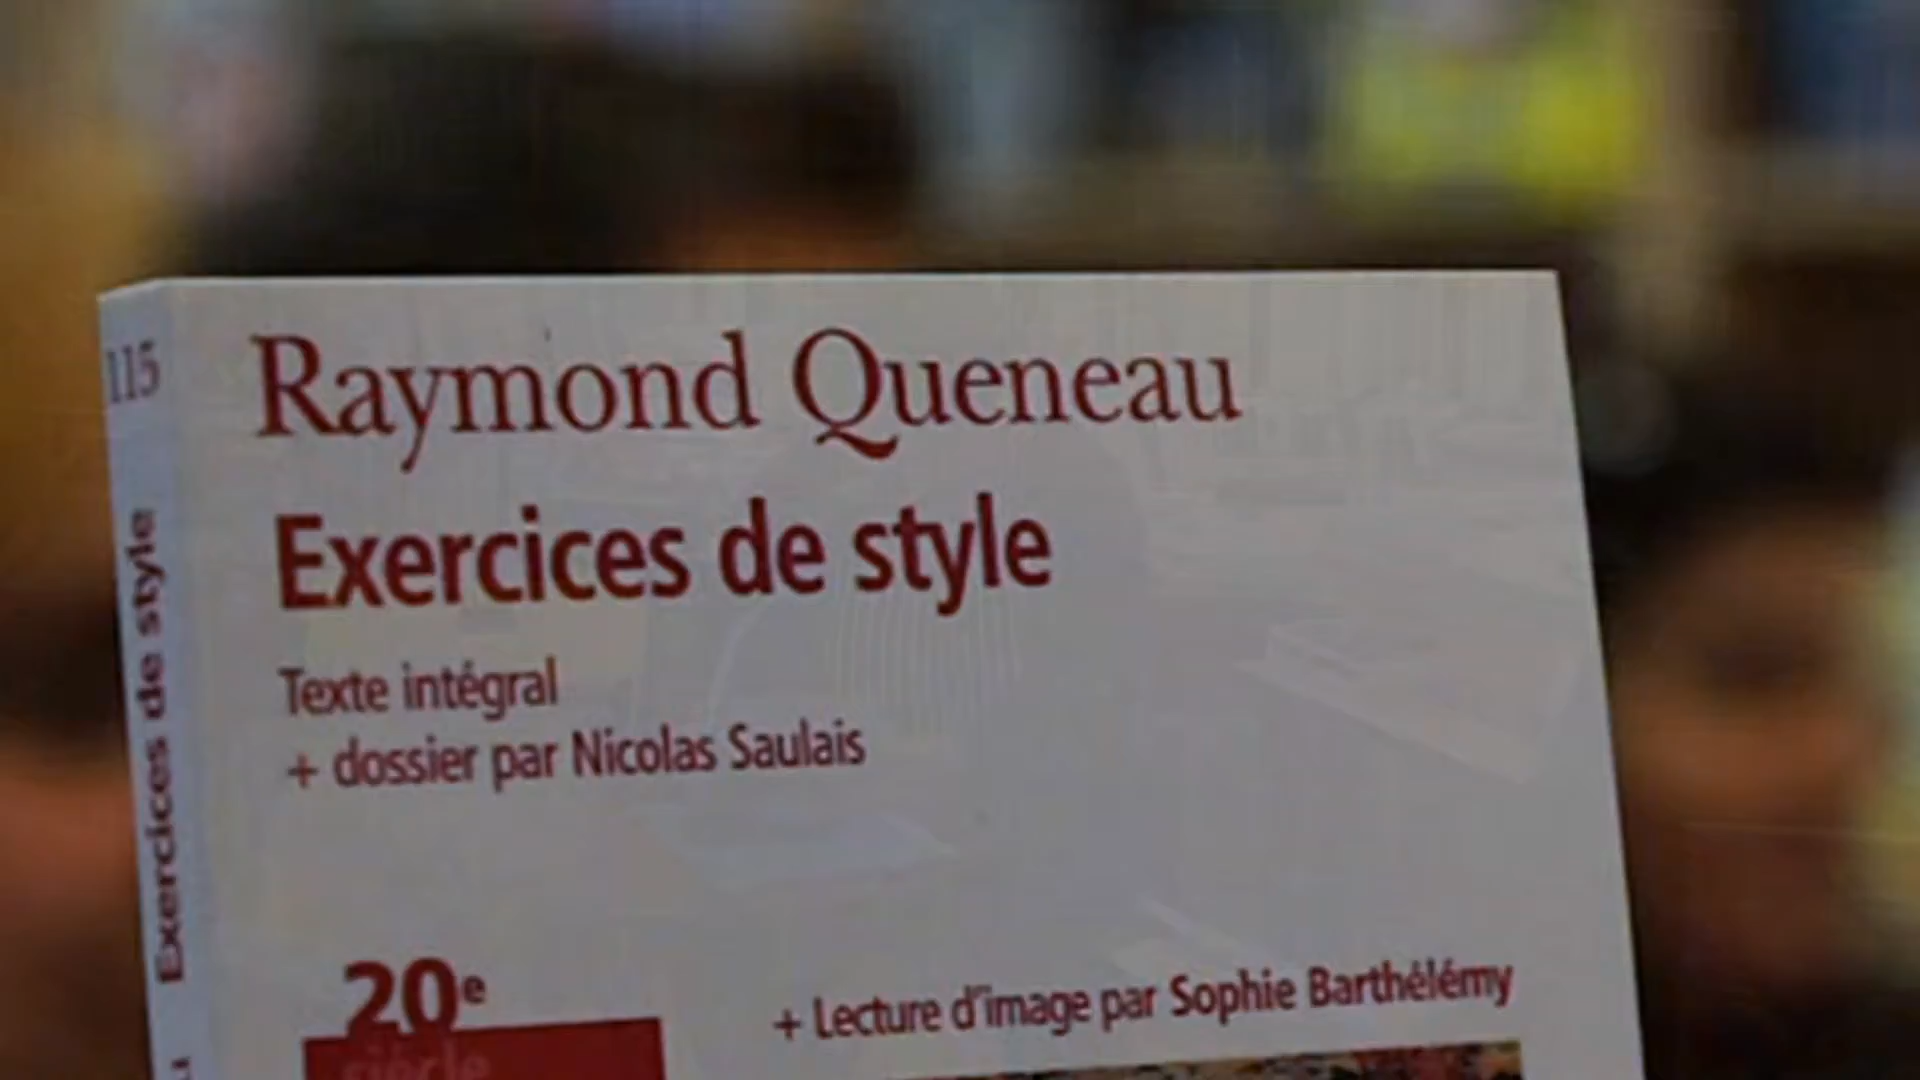 115
Exercices de style
Raymond Queneau
Exercices de style
Texte intégral
+ dossier par Nicolas Saulais
20e
siècle
+ Lecture d'image par Sophie Barthélémy